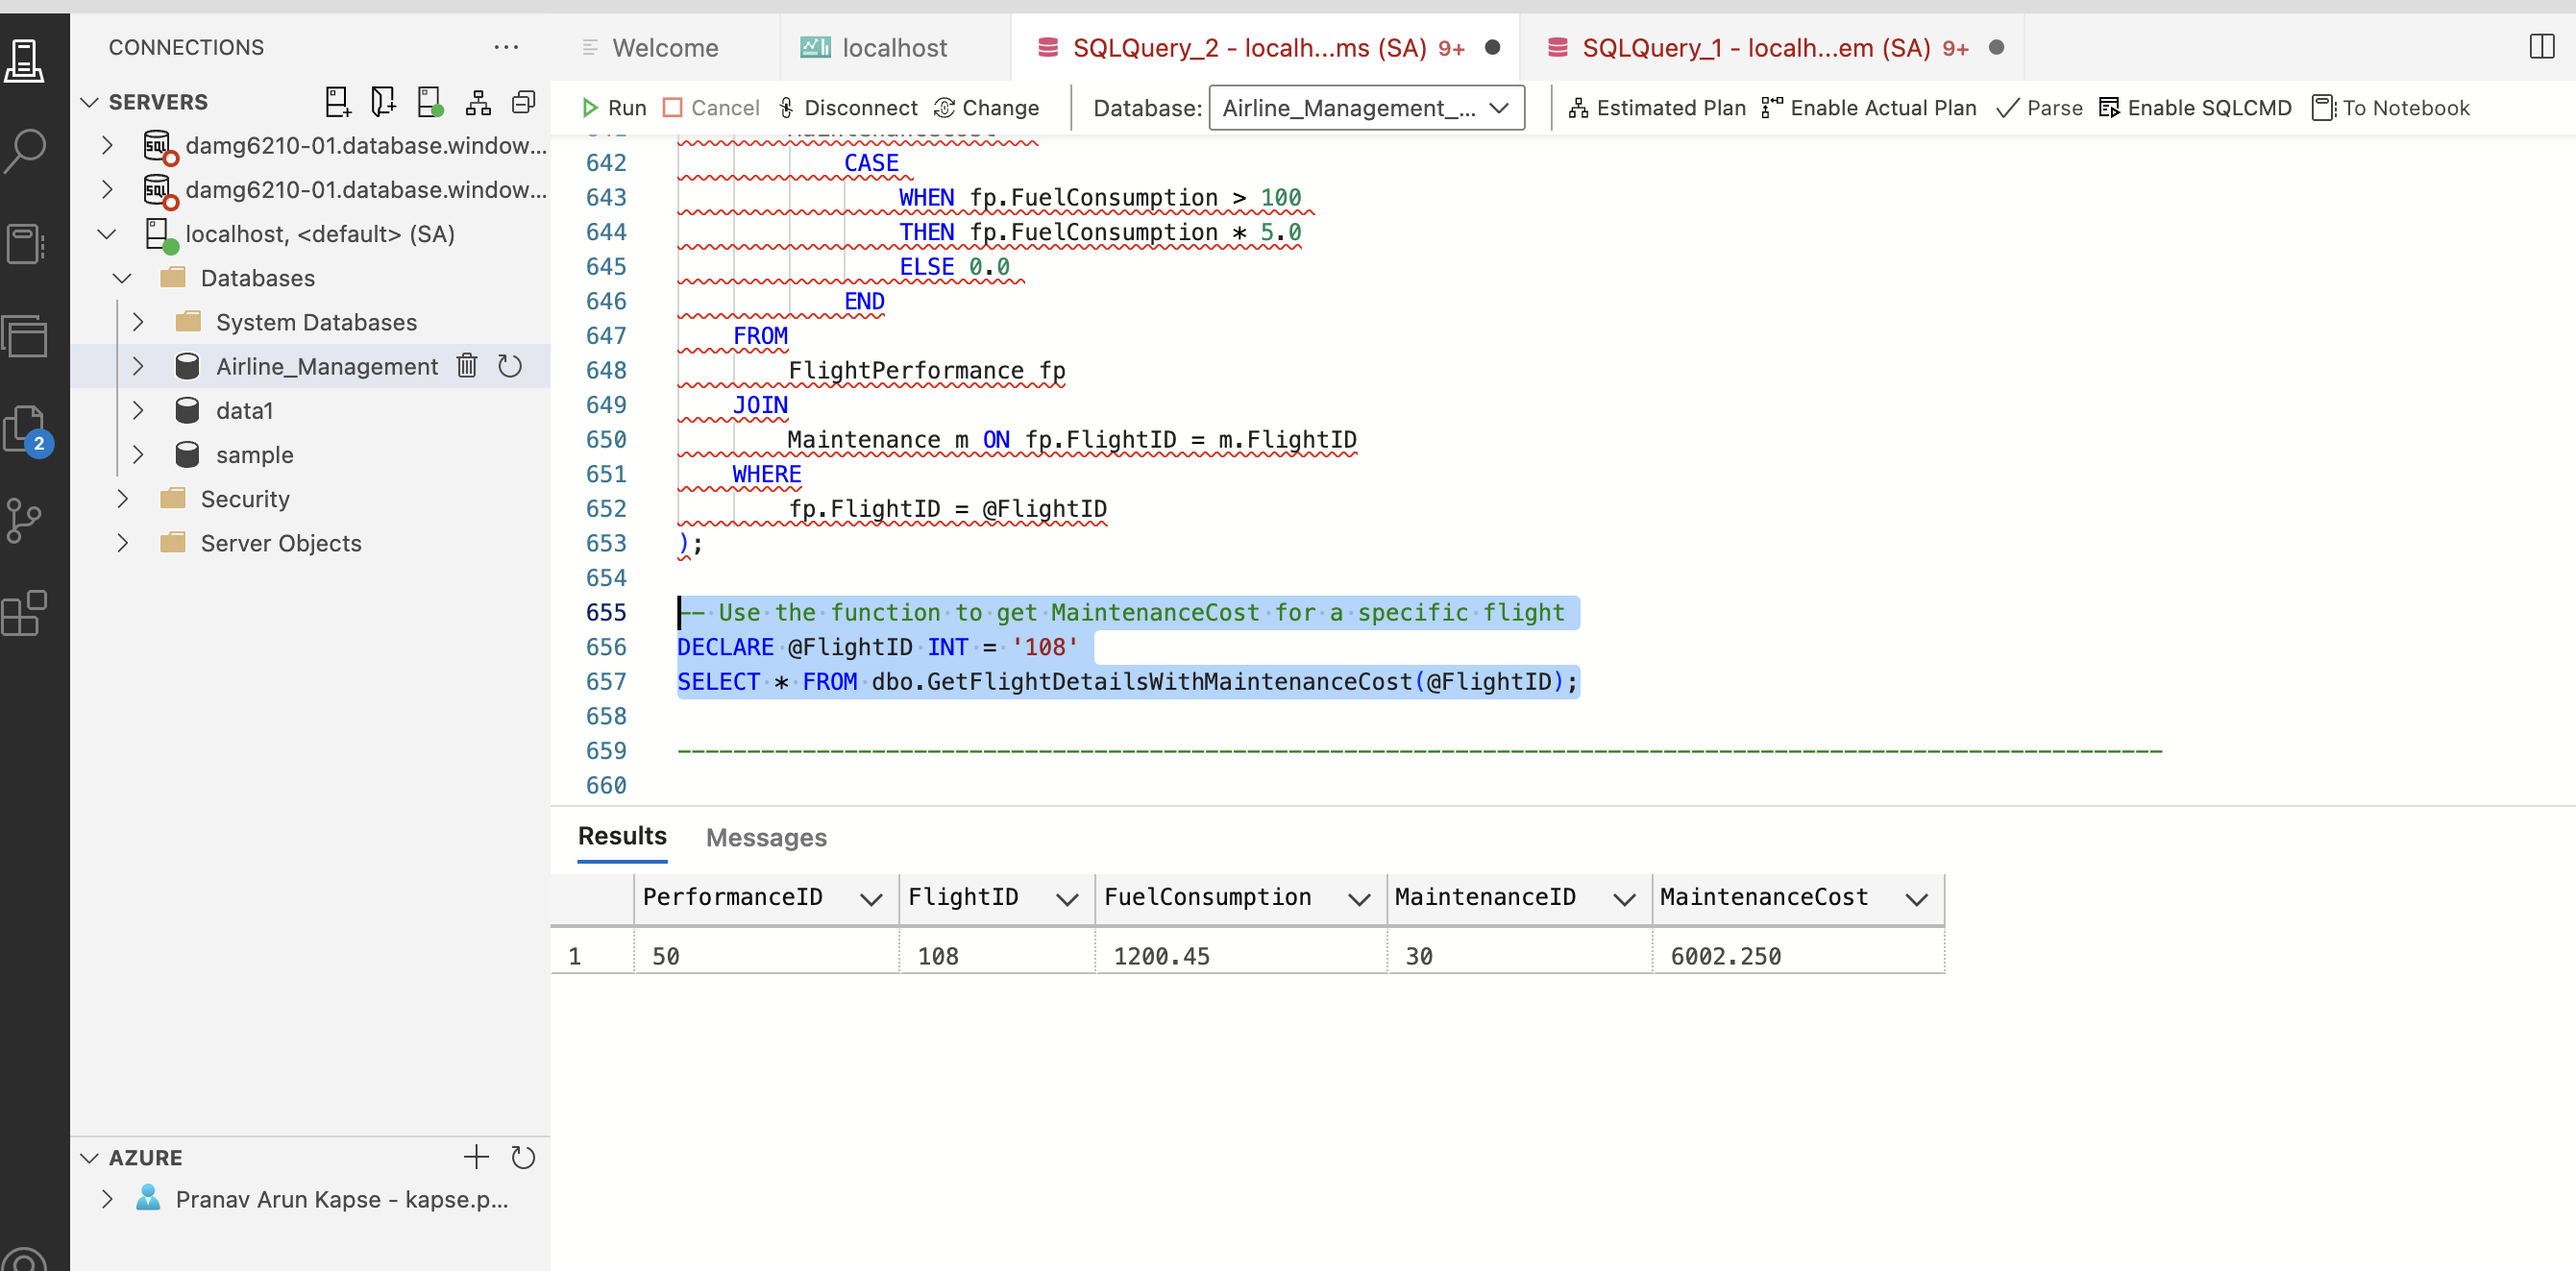 CONNECTIONS ···
SERVERS
damg6210-01.database.window...
damg6210-01.database.window...
localhost, <default> (SA)
Databases
System Databases
Airline_Management
data1
sample
Security
Server Objects
AZURE
Pranav Arun Kapse - kapse.p...
2
Welcome localhost SQLQuery_2 - localh...ms (SA) 9+ SQLQuery_1 - localh...em (SA) 9+
Run Cancel Disconnect Change Database: Airline_Management_... Estimated Plan Enable Actual Plan Parse Enable SQLCMD To Notebook
641 MaintenanceCost =
642 CASE
643 WHEN fp.FuelConsumption > 100
644 THEN fp.FuelConsumption * 5.0
645 ELSE 0.0
646 END
647 FROM
648 FlightPerformance fp
649 JOIN
650 Maintenance m ON fp.FlightID = m.FlightID
651 WHERE
652 fp.FlightID = @FlightID
653 );
654
655 -- Use the function to get MaintenanceCost for a specific flight
656 DECLARE @FlightID INT = '108'
657 SELECT * FROM dbo.GetFlightDetailsWithMaintenanceCost(@FlightID);
658
659 -----------------------------------------------------------------------------------------------------------
660
Results Messages
PerformanceID FlightID FuelConsumption MaintenanceID MaintenanceCost
1 50 108 1200.45 30 6002.250